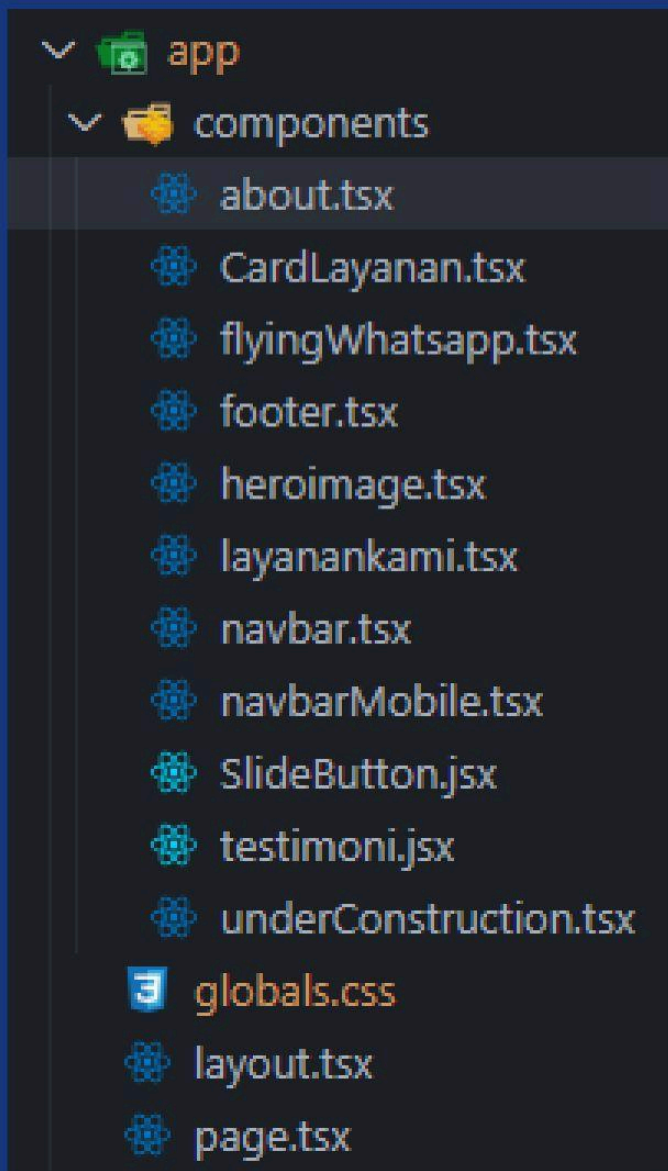 app
components
about.tsx
CardLayanan.tsx
flyingWhatsapp.tsx
footer.tsx
heroimage.tsx
layanankami.tsx
navbar.tsx
navbarMobile.tsx
SlideButton.jsx
testimoni.jsx
underConstruction.tsx
globals.css
layout.tsx
page.tsx